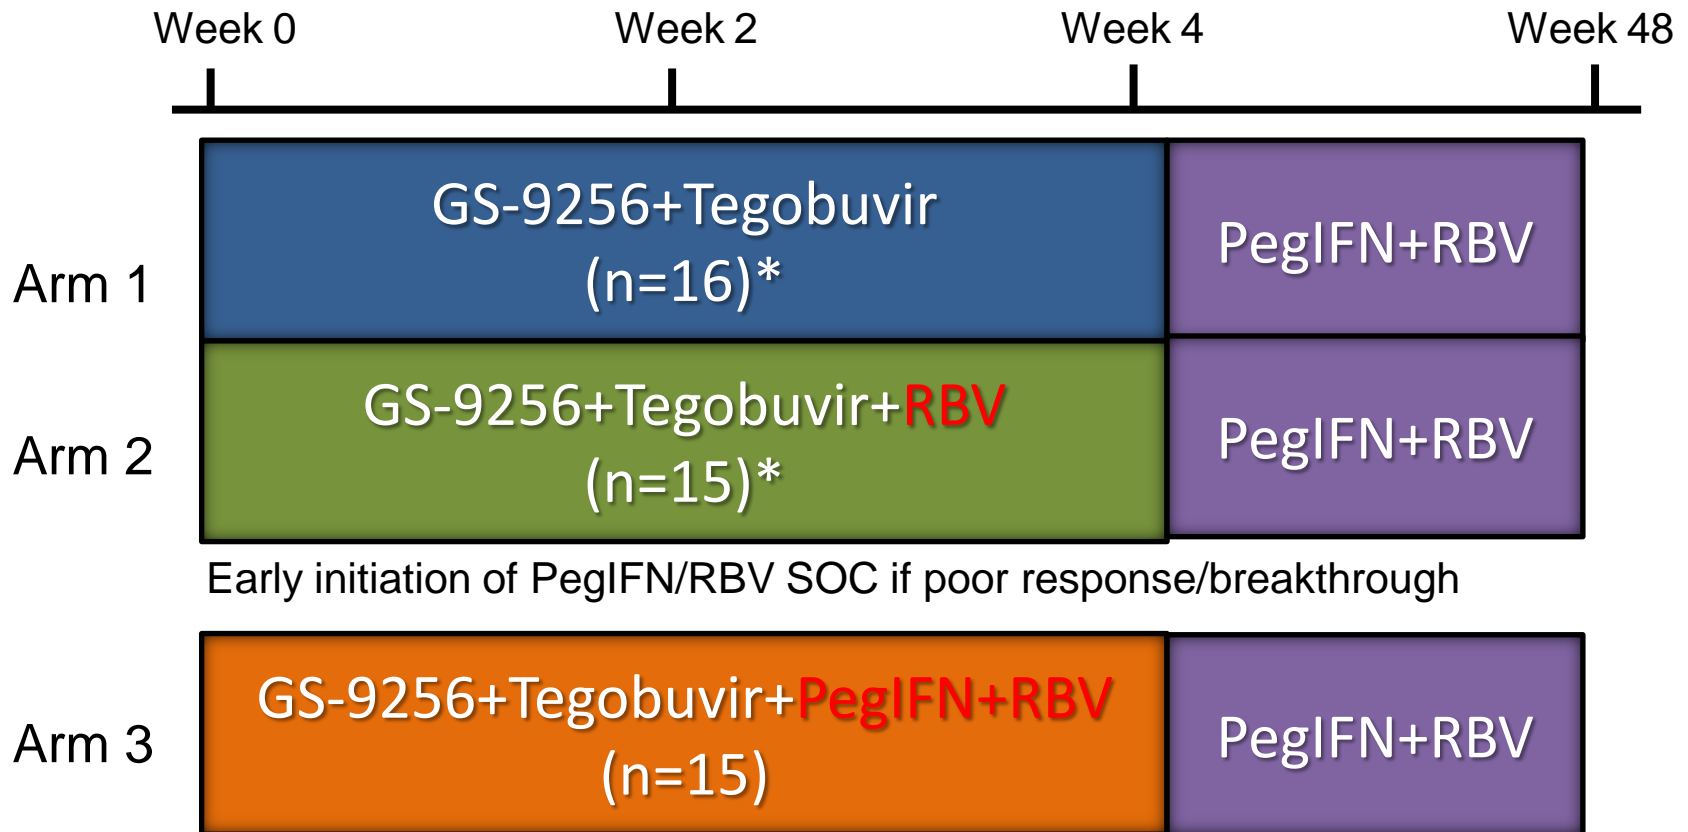 Week 0 Week 2 Week 4 Week 48
Arm 1
GS-9256+Tegobuvir
(n=16)*
PegIFN+RBV
Arm 2
GS-9256+Tegobuvir+RBV
(n=15)*
PegIFN+RBV
Early initiation of PegIFN/RBV SOC if poor response/breakthrough
Arm 3
GS-9256+Tegobuvir+PegIFN+RBV
(n=15)
PegIFN+RBV